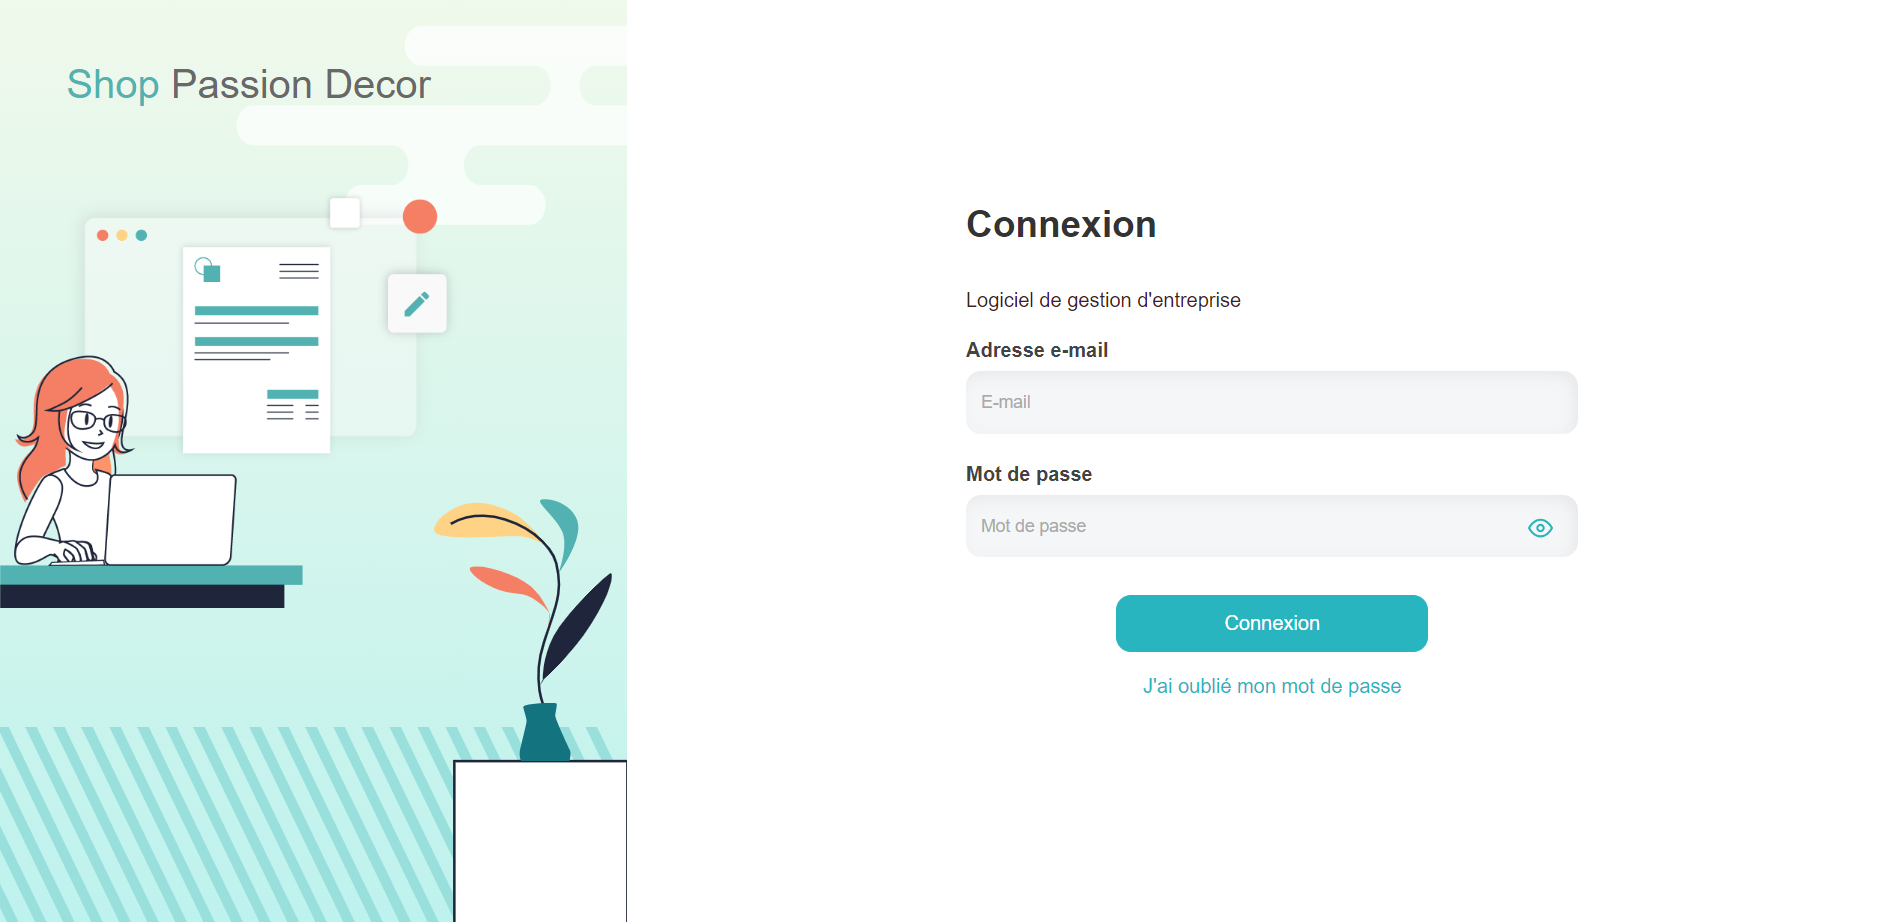 Shop Passion Decor
Connexion
Logiciel de gestion d'entreprise
Adresse e-mail
E-mail
Mot de passe
Mot de passe
Connexion
J'ai oublié mon mot de passe